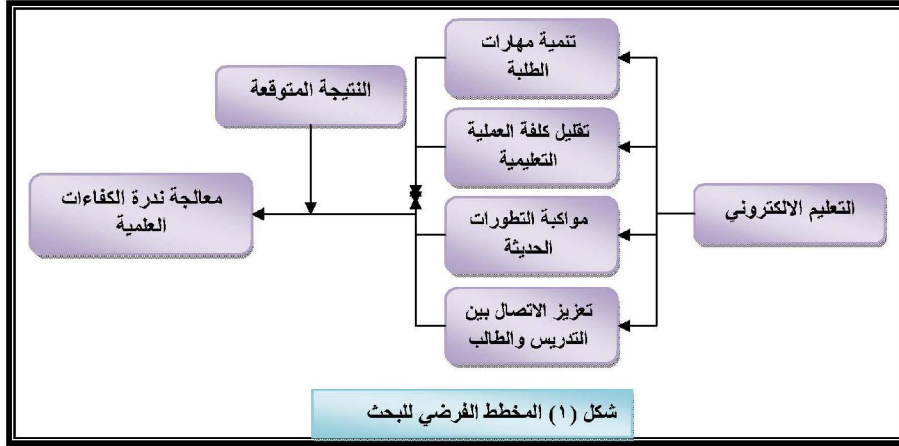 تنمية مهارات
الطلبة
النتيجة المتوقعة
تقليل كلفة العملية
التعليمية
معالجة ندرة الكفاءات
العلمية
مواكبة التطورات
الحديثة
التعليم الالكتروني
تعزيز الاتصال بين
التدريس والطالب
شكل (١) المخطط الفرضي للبحث